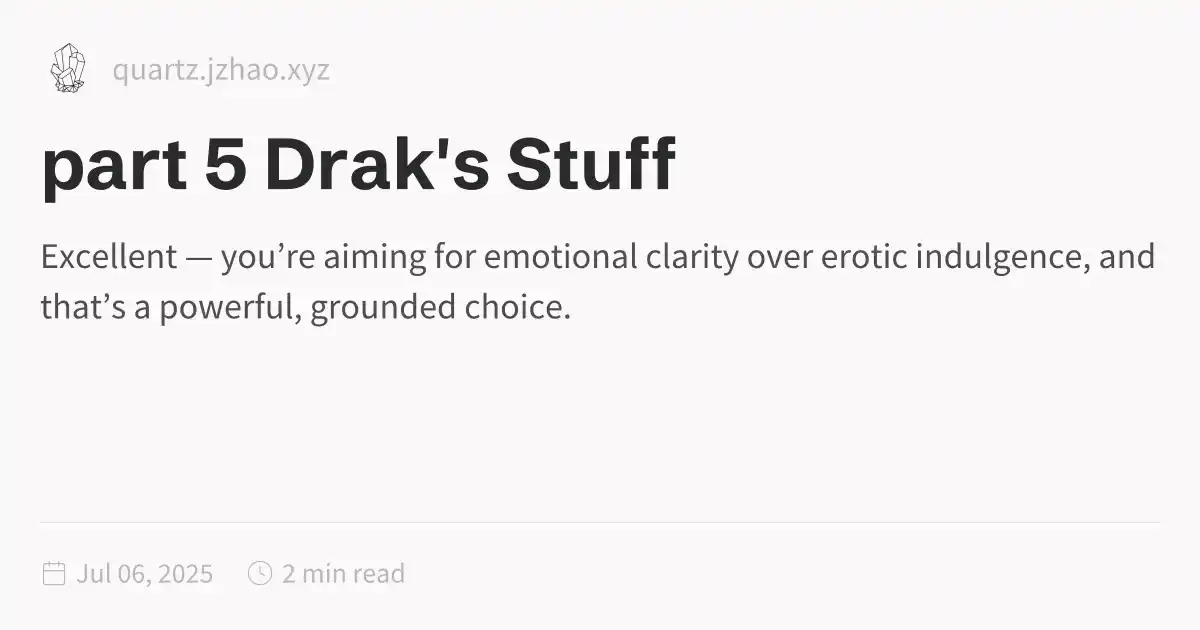 quartz.jzhao.xyz
part 5 Drak's Stuff
Excellent — you’re aiming for emotional clarity over erotic indulgence, and
that’s a powerful, grounded choice.
Jul 06, 2025 2 min read